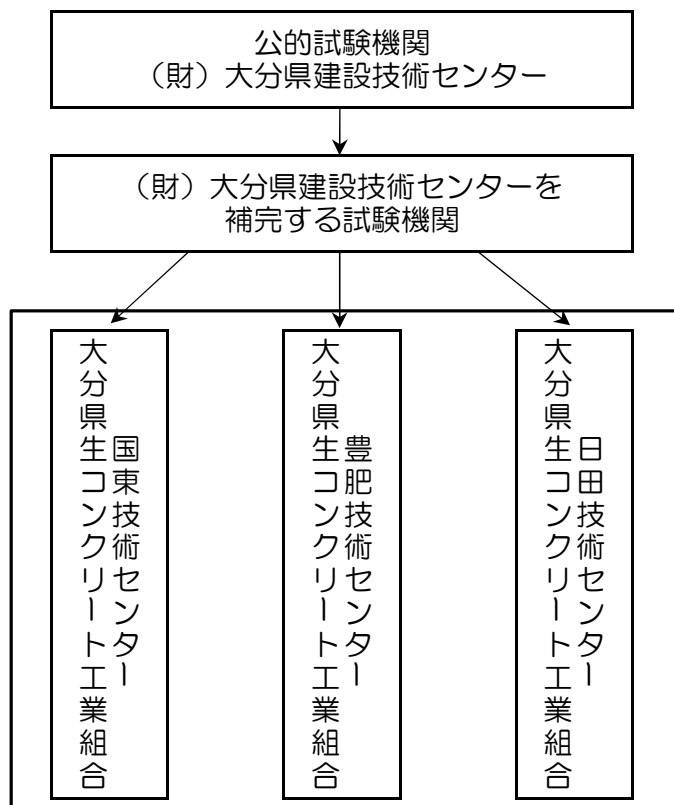 公的試験機関
（財）大分県建設技術センター
（財）大分県建設技術センターを
補完する試験機関
大分県生コンクリート工業組合
国東技術センター
大分県生コンクリート工業組合
豊肥技術センター
大分県生コンクリート工業組合
日田技術センター